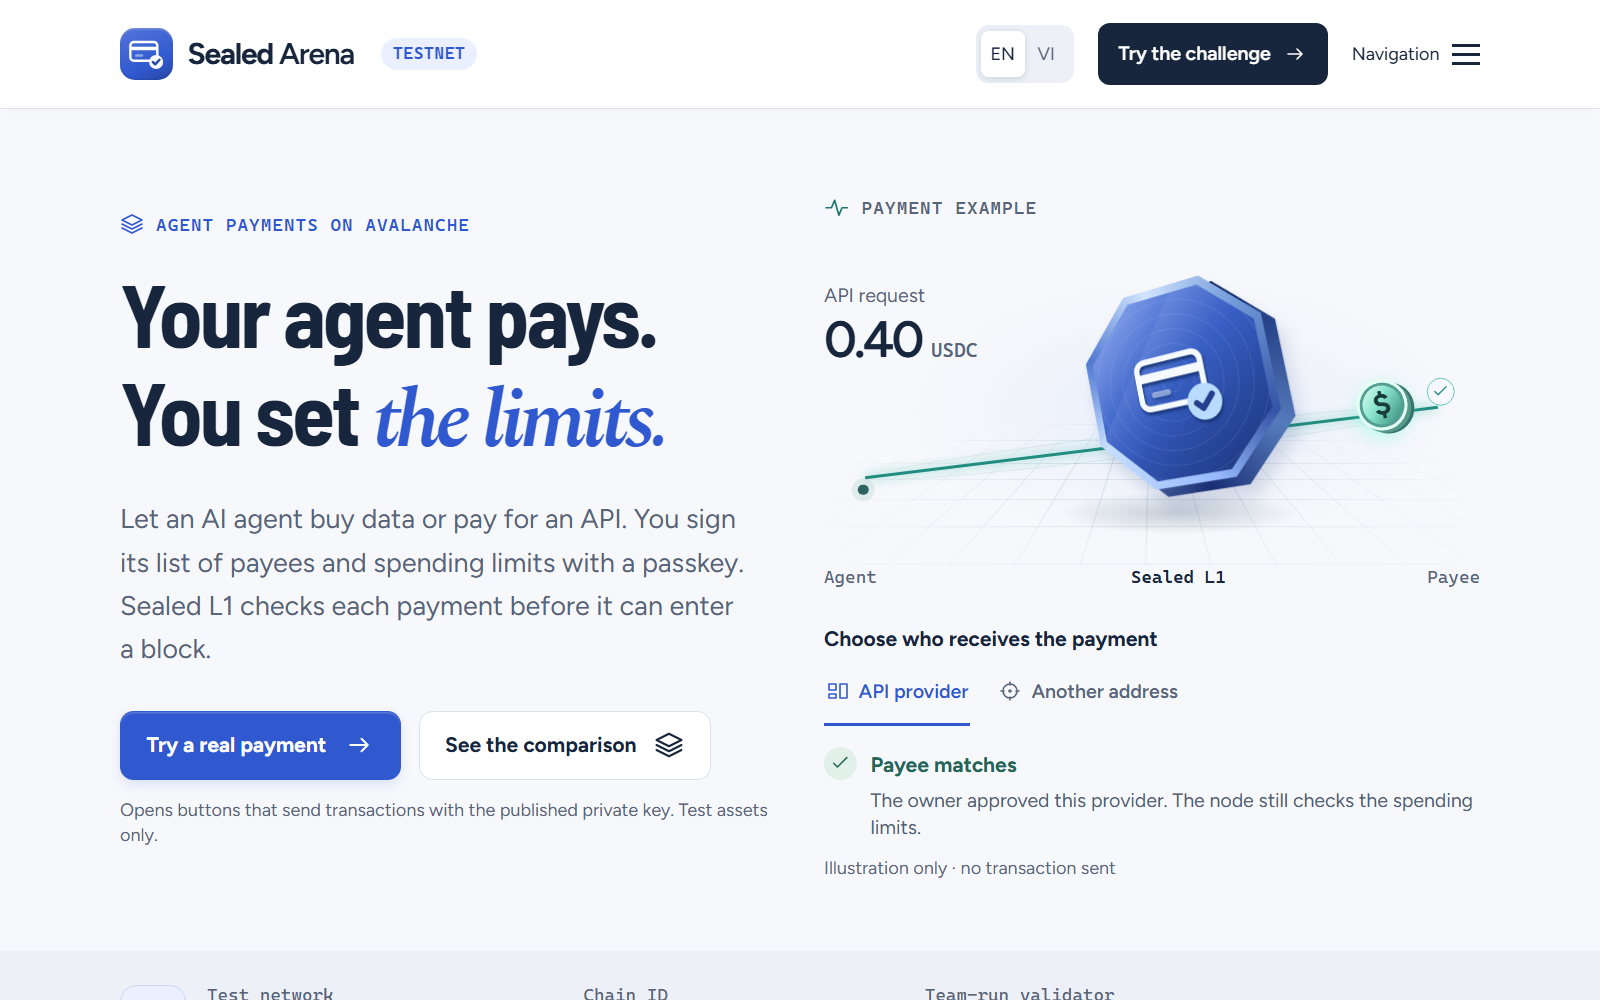 Sealed Arena
TESTNET
EN
VI
Try the challenge
Navigation
AGENT PAYMENTS ON AVALANCHE
Your agent pays.
You set the limits.
Let an AI agent buy data or pay for an API. You sign
its list of payees and spending limits with a passkey.
Sealed L1 checks each payment before it can enter
a block.
Try a real payment
See the comparison
Opens buttons that send transactions with the published private key. Test assets
only.
PAYMENT EXAMPLE
API request
0.40 USDC
$
Agent
Sealed L1
Payee
Choose who receives the payment
API provider
Another address
Payee matches
The owner approved this provider. The node still checks the spending
limits.
Illustration only · no transaction sent
Test network
Chain ID
Team-run validator